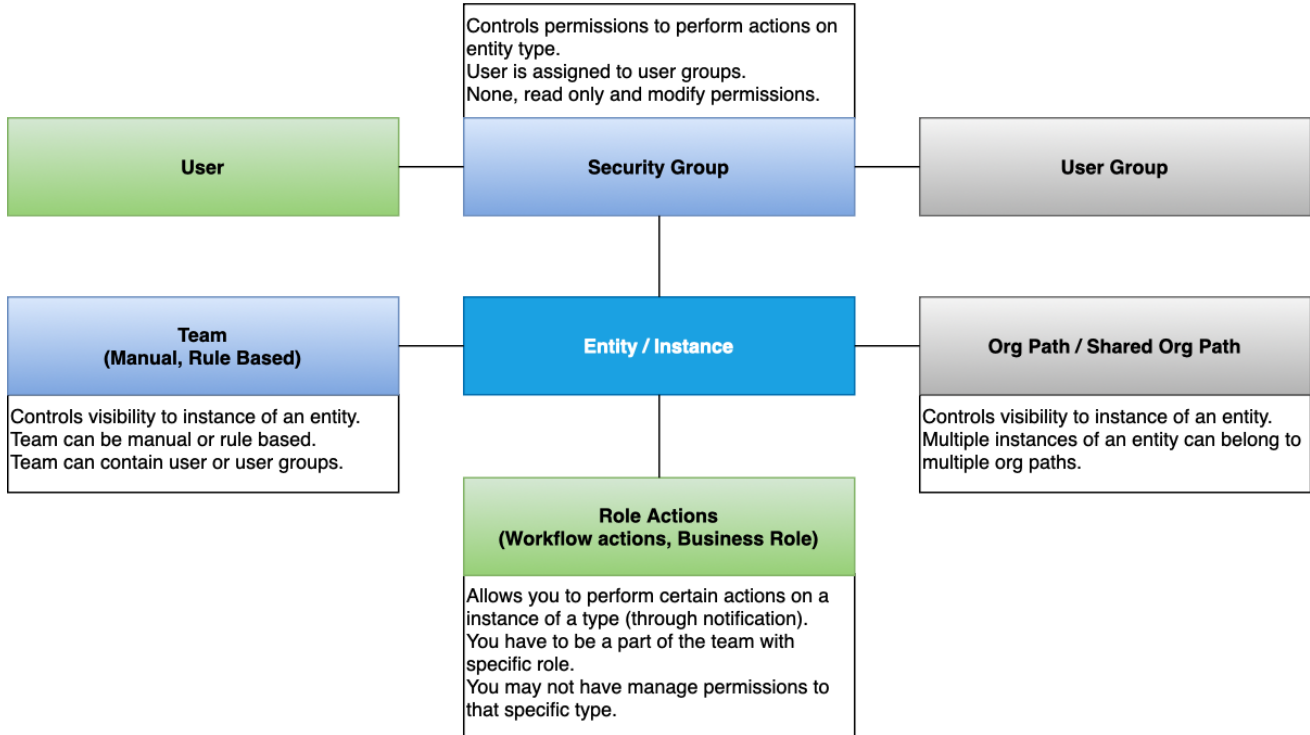 Controls permissions to perform actions on
entity type.
User is assigned to user groups.
None, read only and modify permissions.
User
Security Group
User Group
Team
(Manual, Rule Based)
Entity / Instance
Org Path / Shared Org Path
Controls visibility to instance of an entity.
Team can be manual or rule based.
Team can contain user or user groups.
Controls visibility to instance of an entity.
Multiple instances of an entity can belong to
multiple org paths.
Role Actions
(Workflow actions, Business Role)
Allows you to perform certain actions on a
instance of a type (through notification).
You have to be a part of the team with
specific role.
You may not have manage permissions to
that specific type.